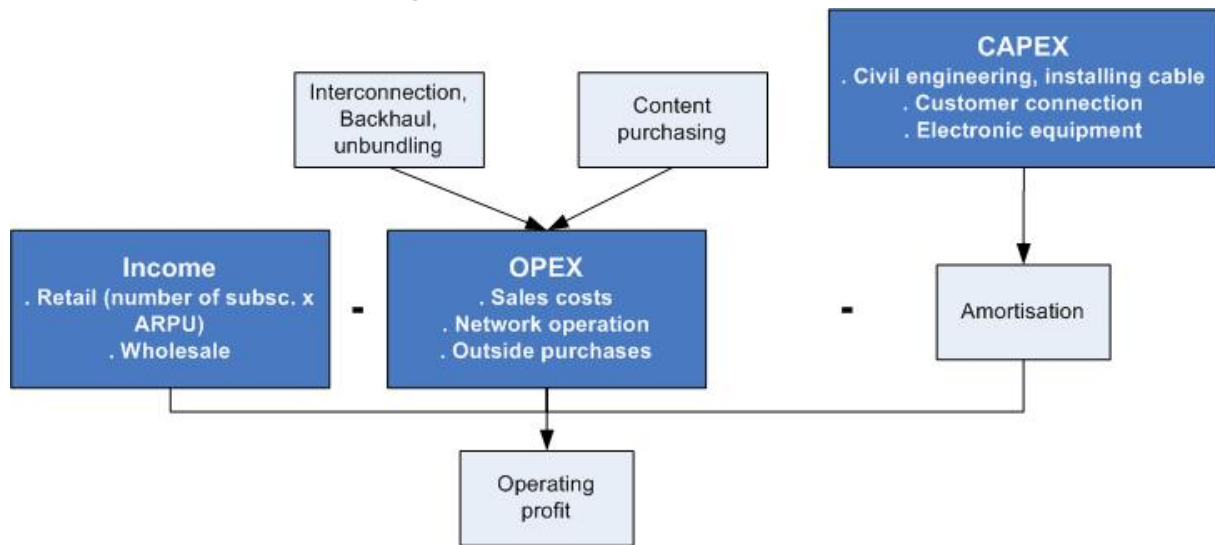 CAPEX
. Civil engineering, installing cable
. Customer connection
. Electronic equipment
Interconnection,
Backhaul,
unbundling
Content
purchasing
Income
. Retail (number of subsc. x
ARPU)
. Wholesale
-
OPEX
. Sales costs
. Network operation
. Outside purchases
-
Amortisation
Operating
profit